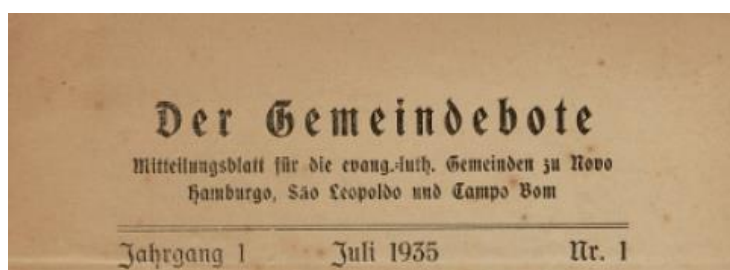 Der Gemeindebote
Mitteilungsblatt für die evang.-luth. Gemeinden zu Novo
Hamburgo, São Leopoldo und Campo Bom
Jahrgang 1 Juli 1935 Nr. 1